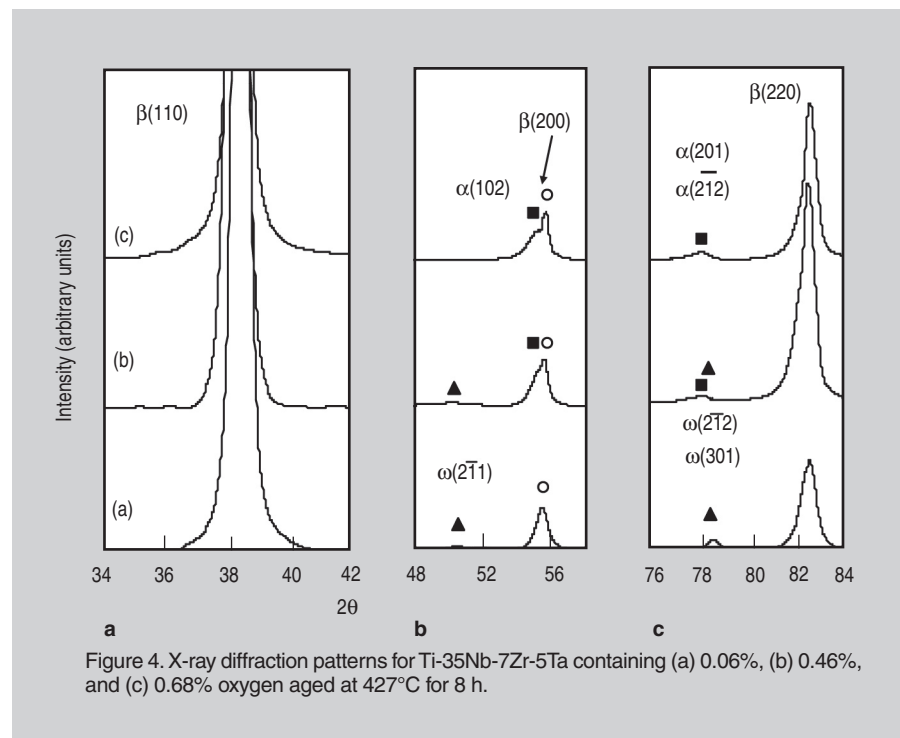 Intensity (arbitrary units)
β(110)
(c)
(b)
(a)
34 36 38 40 42
2θ
a
β(200)
α(102)
ω(2̅1̅1)
48 52 56
b
β(220)
α(201)
α(2̅1̅2)
ω(2̅1̅2)
ω(301)
76 78 80 82 84
c
Figure 4. X-ray diffraction patterns for Ti-35Nb-7Zr-5Ta containing (a) 0.06%, (b) 0.46%,
and (c) 0.68% oxygen aged at 427°C for 8 h.